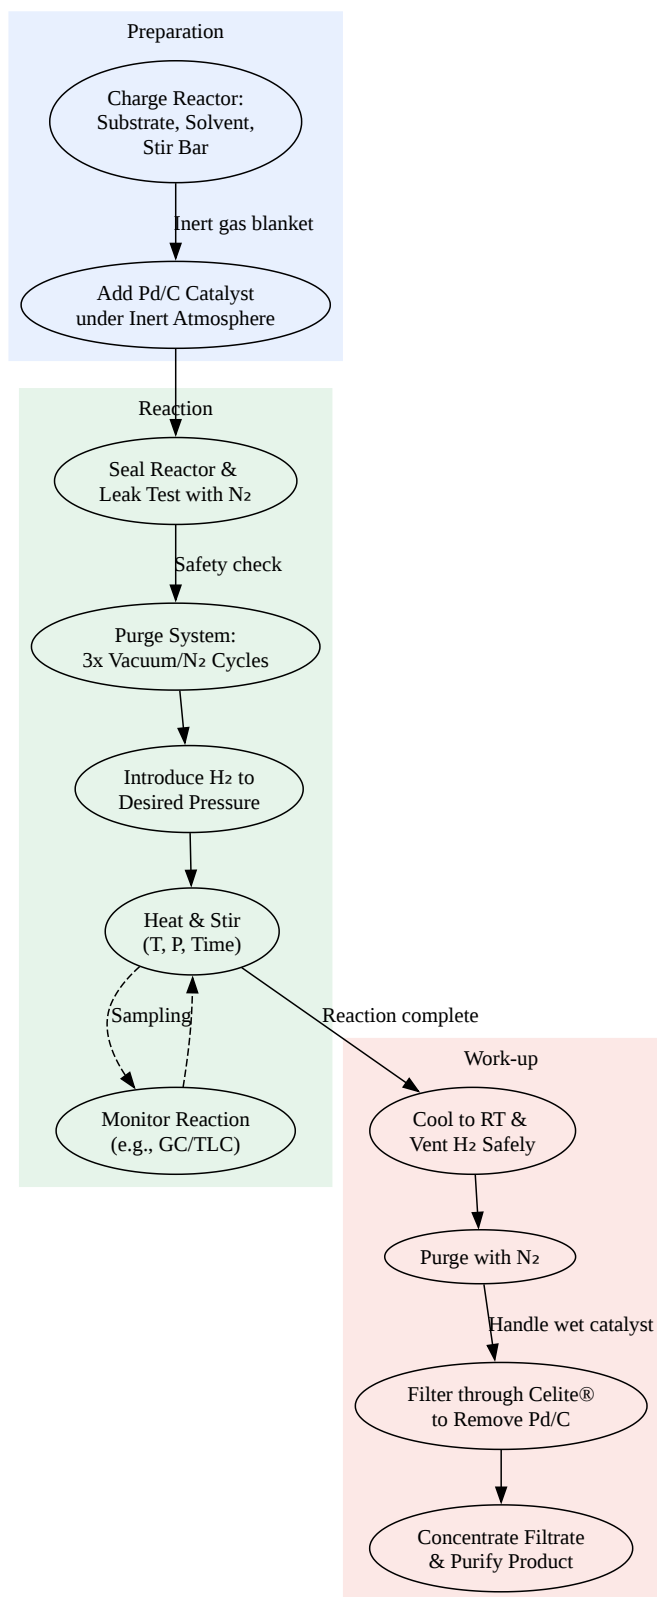 Preparation
Charge Reactor:
Substrate, Solvent,
Stir Bar
Inert gas blanket
Add Pd/C Catalyst
under Inert Atmosphere
Reaction
Seal Reactor &
Leak Test with N₂
Safety check
Purge System:
3x Vacuum/N₂ Cycles
Introduce H₂ to
Desired Pressure
Heat & Stir
(T, P, Time)
Sampling
Reaction complete
Monitor Reaction
(e.g., GC/TLC)
Work-up
Cool to RT &
Vent H₂ Safely
Purge with N₂
Handle wet catalyst
Filter through Celite®
to Remove Pd/C
Concentrate Filtrate
& Purify Product